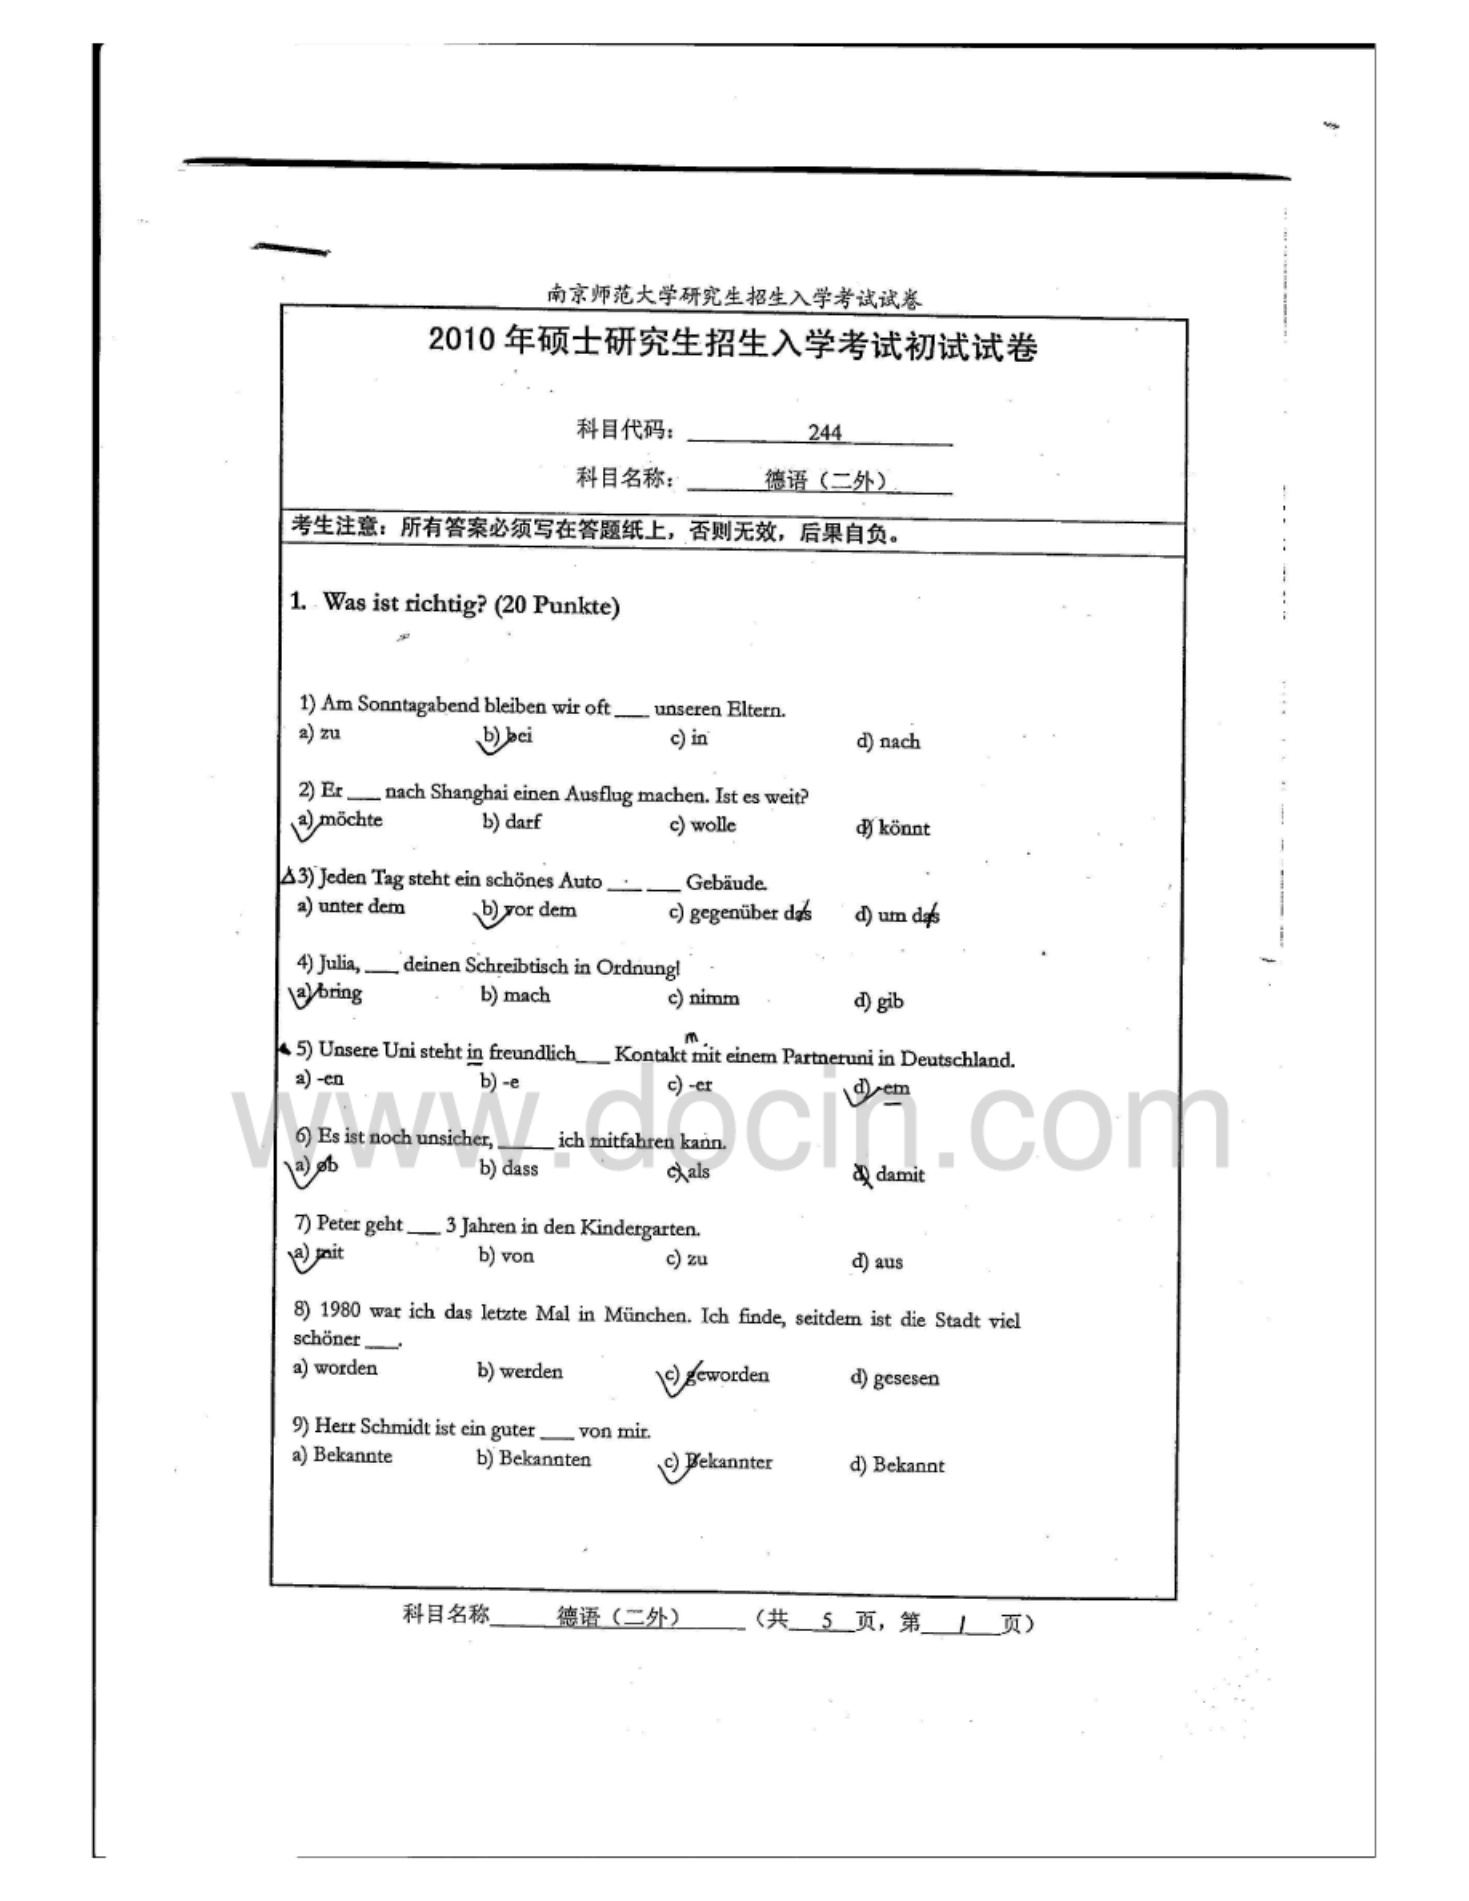 南京师范大学研究生招生入学考试试卷
2010 年硕士研究生招生入学考试初试试卷
科目代码： 244
科目名称： 德语（二外）
考生注意：所有答案必须写在答题纸上，否则无效，后果自负。
1. Was ist richtig? (20 Punkte)
1) Am Sonntagabend bleiben wir oft ___ unseren Eltern.
a) zu b) bei c) in d) nach
2) Er ___ nach Shanghai einen Ausflug machen. Ist es weit?
a) möchte b) darf c) wolle d) könnt
Δ3) Jeden Tag steht ein schönes Auto ___ ___ Gebäude.
a) unter dem b) vor dem c) gegenüber das d) um das
4) Julia, ___ deinen Schreibtisch in Ordnung!
a) bring b) mach c) nimm d) gib
m.
5) Unsere Uni steht in freundlich___ Kontakt mit einem Partneruni in Deutschland.
a) -en b) -e c) -er d) -em
www.docin.com
6) Es ist noch unsicher, _____ ich mitfahren kann.
a) ob b) dass c) als d) damit
7) Peter geht ___ 3 Jahren in den Kindergarten.
a) mit b) von c) zu d) aus
8) 1980 war ich das letzte Mal in München. Ich finde, seitdem ist die Stadt viel
schöner ___.
a) worden b) werden c) geworden d) gesesen
9) Herr Schmidt ist ein guter ___ von mir.
a) Bekannte b) Bekannten c) Bekannter d) Bekannt
科目名称 德语（二外） （共 5 页，第 1 页）